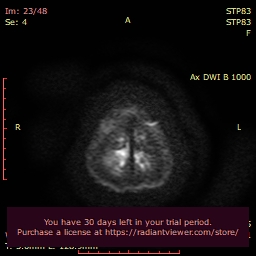 Im: 23/48
Se: 4
A
STP83
STP83
F
Ax DWI B 1000
R
L
You have 30 days left in your trial period.
Purchase a license at https://radiantviewer.com/store/